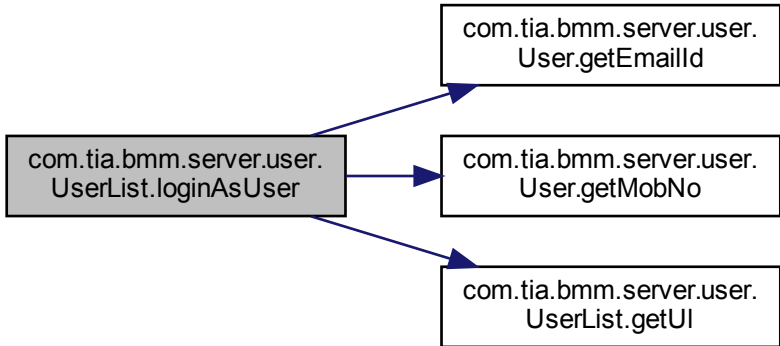 com.tia.bmm.server.user.
User.getEmailId
com.tia.bmm.server.user.
UserList.loginAsUser
com.tia.bmm.server.user.
User.getMobNo
com.tia.bmm.server.user.
UserList.getUI